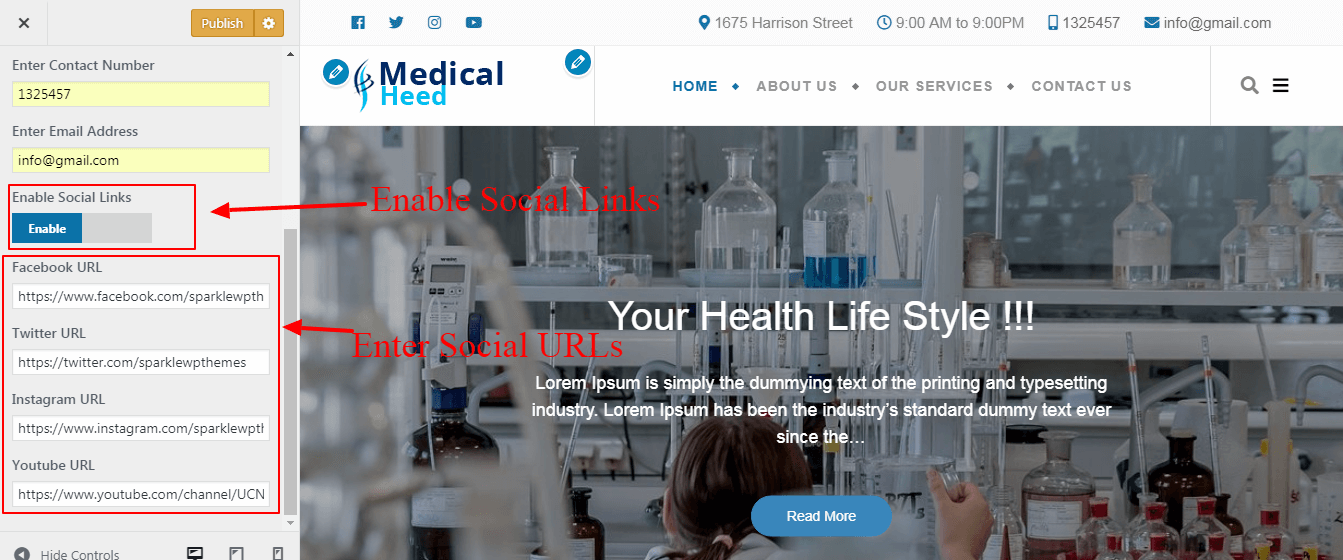 Publish
Enter Contact Number
1325457
Enter Email Address
info@gmail.com
Enable Social Links
Enable
Facebook URL
https://www.facebook.com/sparklewpth
Twitter URL
https://twitter.com/sparklewpthemes
Instagram URL
https://www.instagram.com/sparklewpth
Youtube URL
https://www.youtube.com/channel/UCN
Hide Controls
1675 Harrison Street
9:00 AM to 9:00PM
1325457
info@gmail.com
Medical
Heed
HOME
ABOUT US
OUR SERVICES
CONTACT US
Enable Social Links
Enter Social URLs
Your Health Life Style !!!
Lorem Ipsum is simply the dummying text of the printing and typesetting
industry. Lorem Ipsum has been the industry’s standard dummy text ever
since the…
Read More